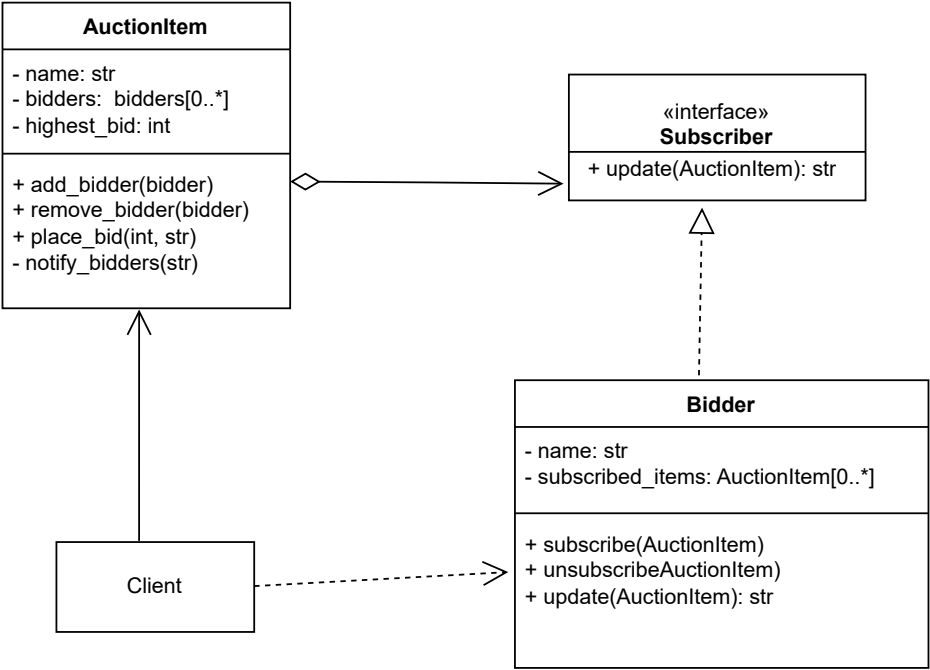 AuctionItem
- name: str
- bidders:  bidders[0..*]
- highest_bid: int
+ add_bidder(bidder)
+ remove_bidder(bidder)
+ place_bid(int, str)
- notify_bidders(str)
«interface»
Subscriber
+ update(AuctionItem): str
Bidder
- name: str
- subscribed_items: AuctionItem[0..*]
+ subscribe(AuctionItem)
+ unsubscribeAuctionItem)
+ update(AuctionItem): str
Client